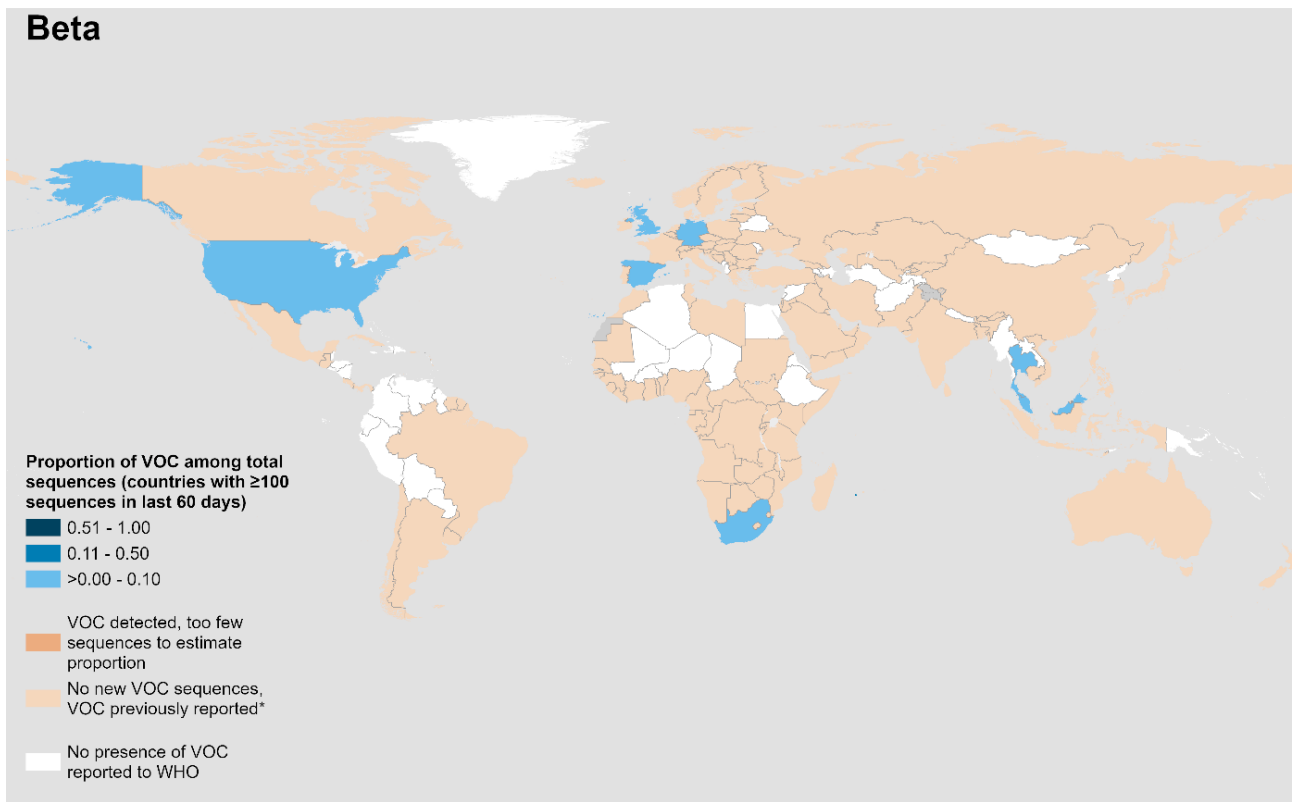 Beta
Proportion of VOC among total
sequences (countries with ≥100
sequences in last 60 days)
0.51 - 1.00
0.11 - 0.50
>0.00 - 0.10
VOC detected, too few
sequences to estimate
proportion
No new VOC sequences,
VOC previously reported*
No presence of VOC
reported to WHO